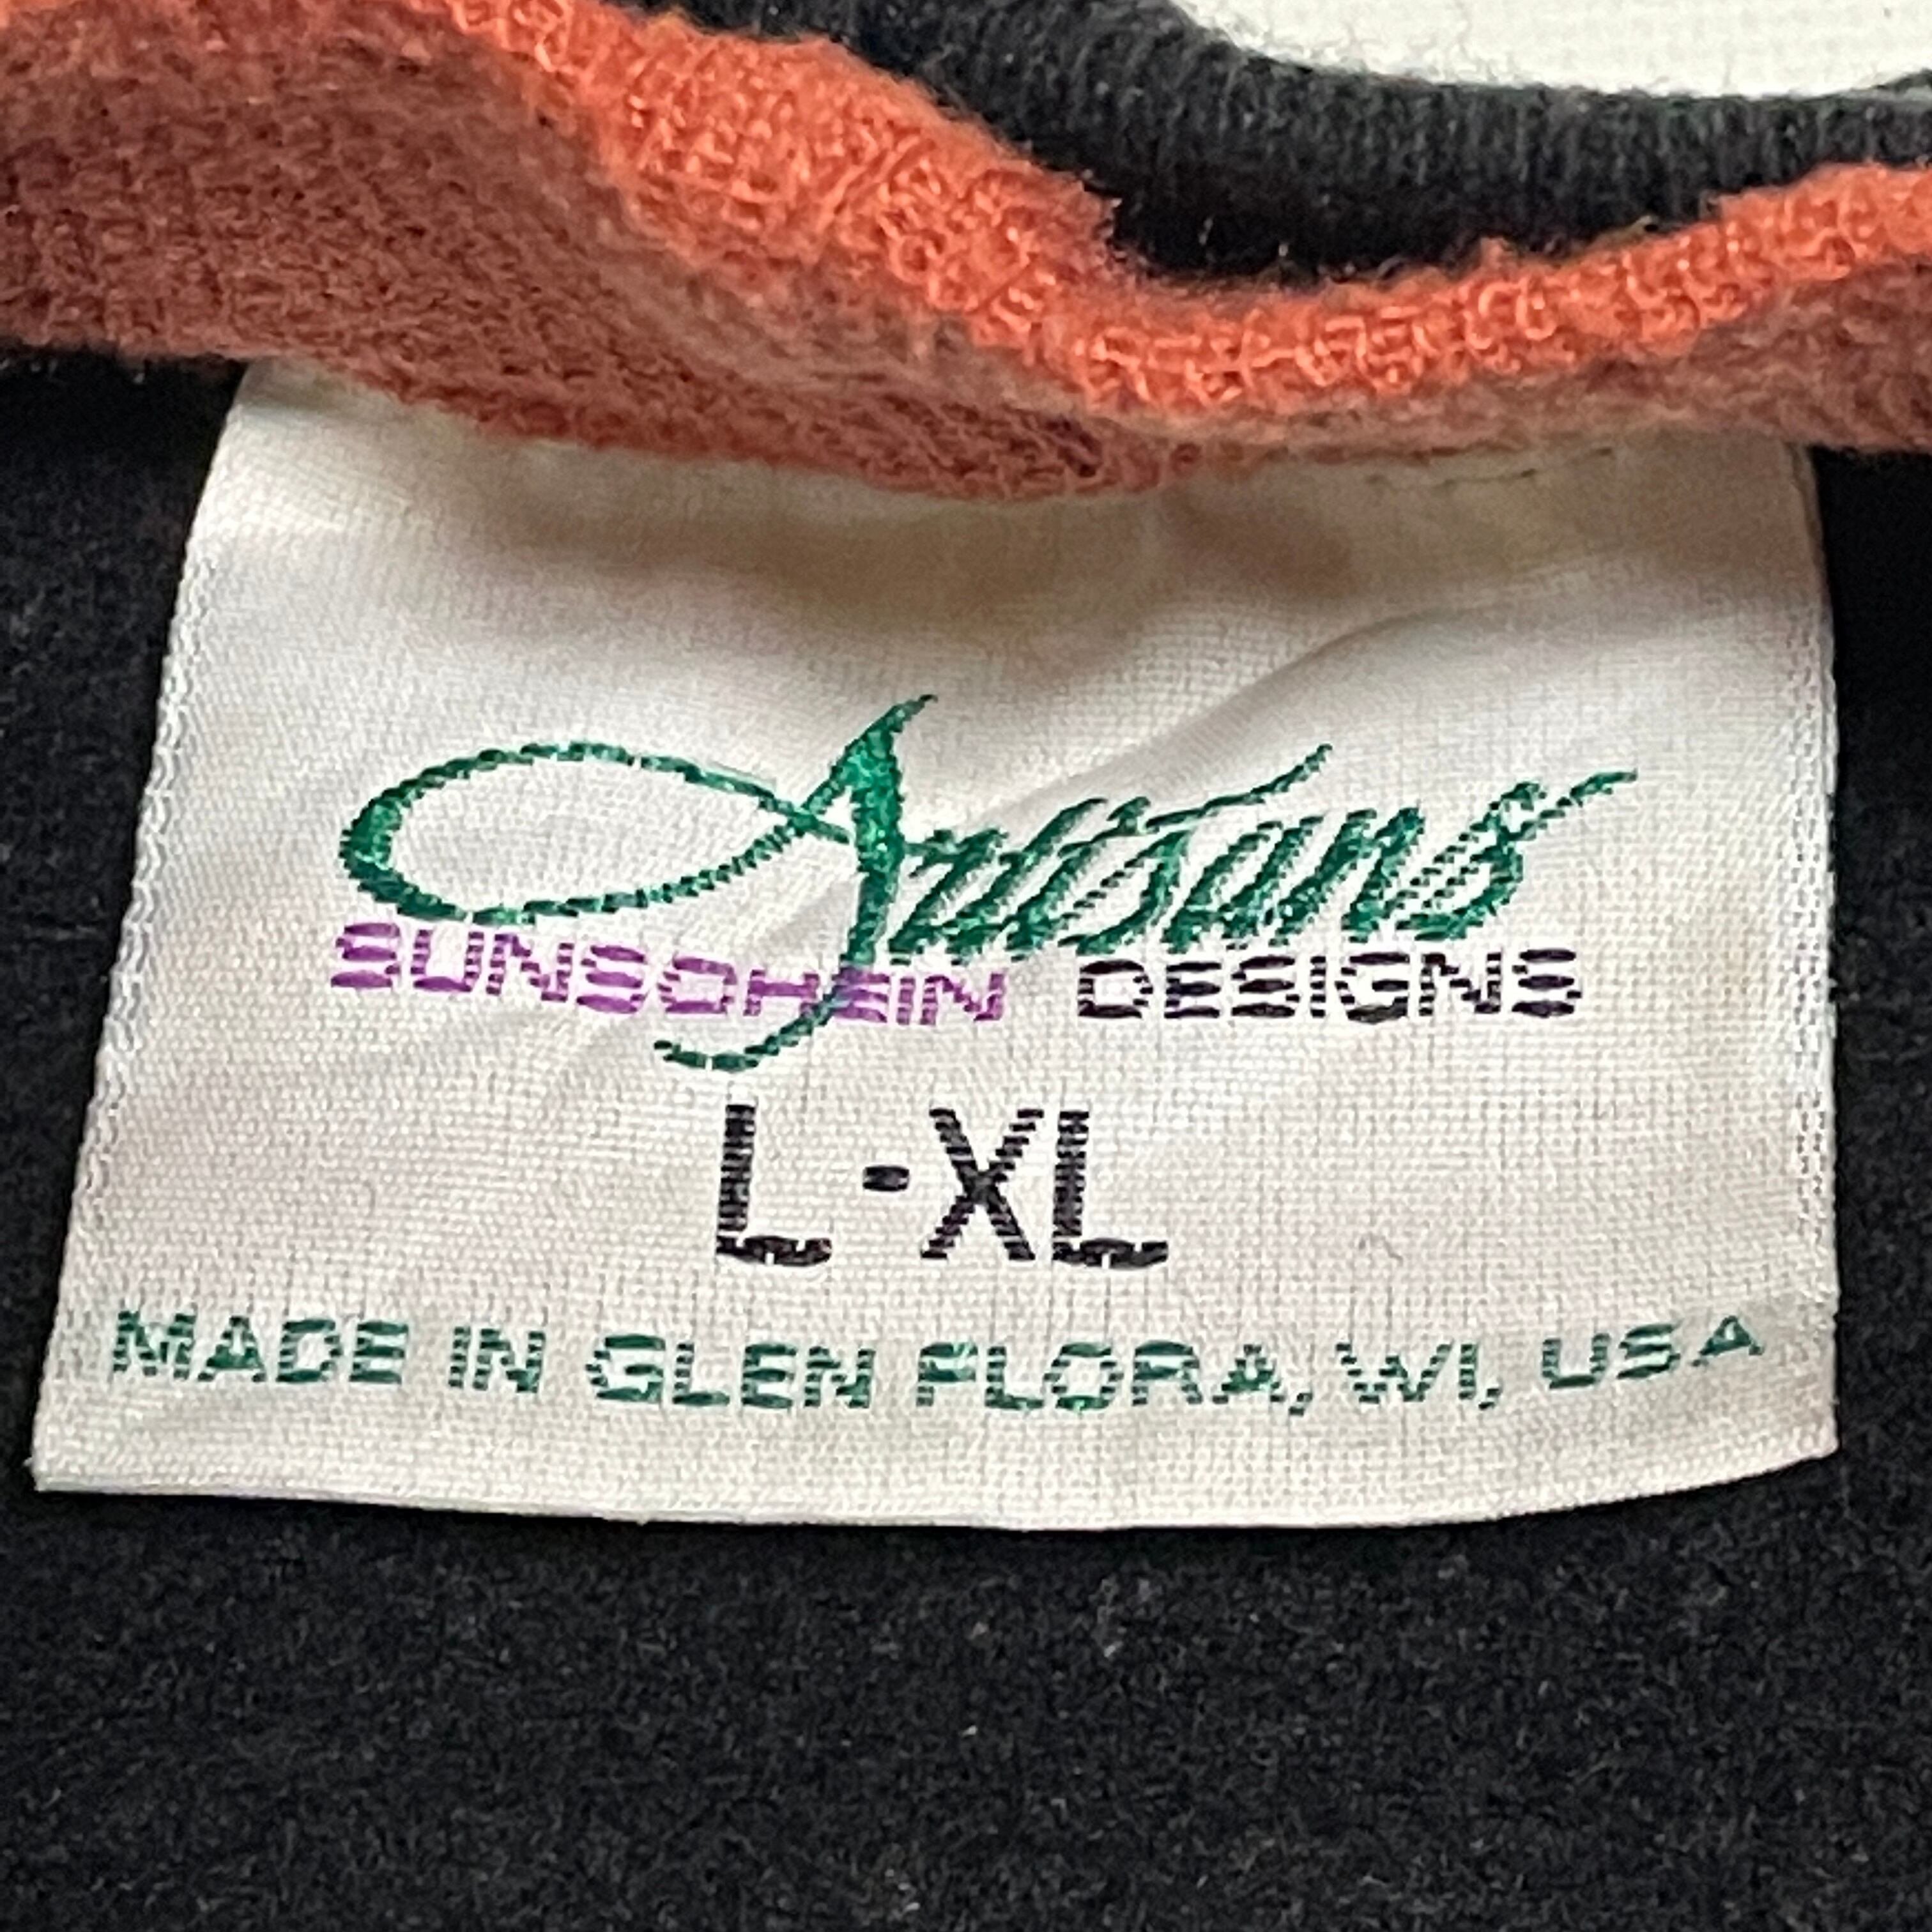 Artisans
SUNSCHEIN DESIGNS
L-XL
MADE IN GLEN FLORA, WI, USA